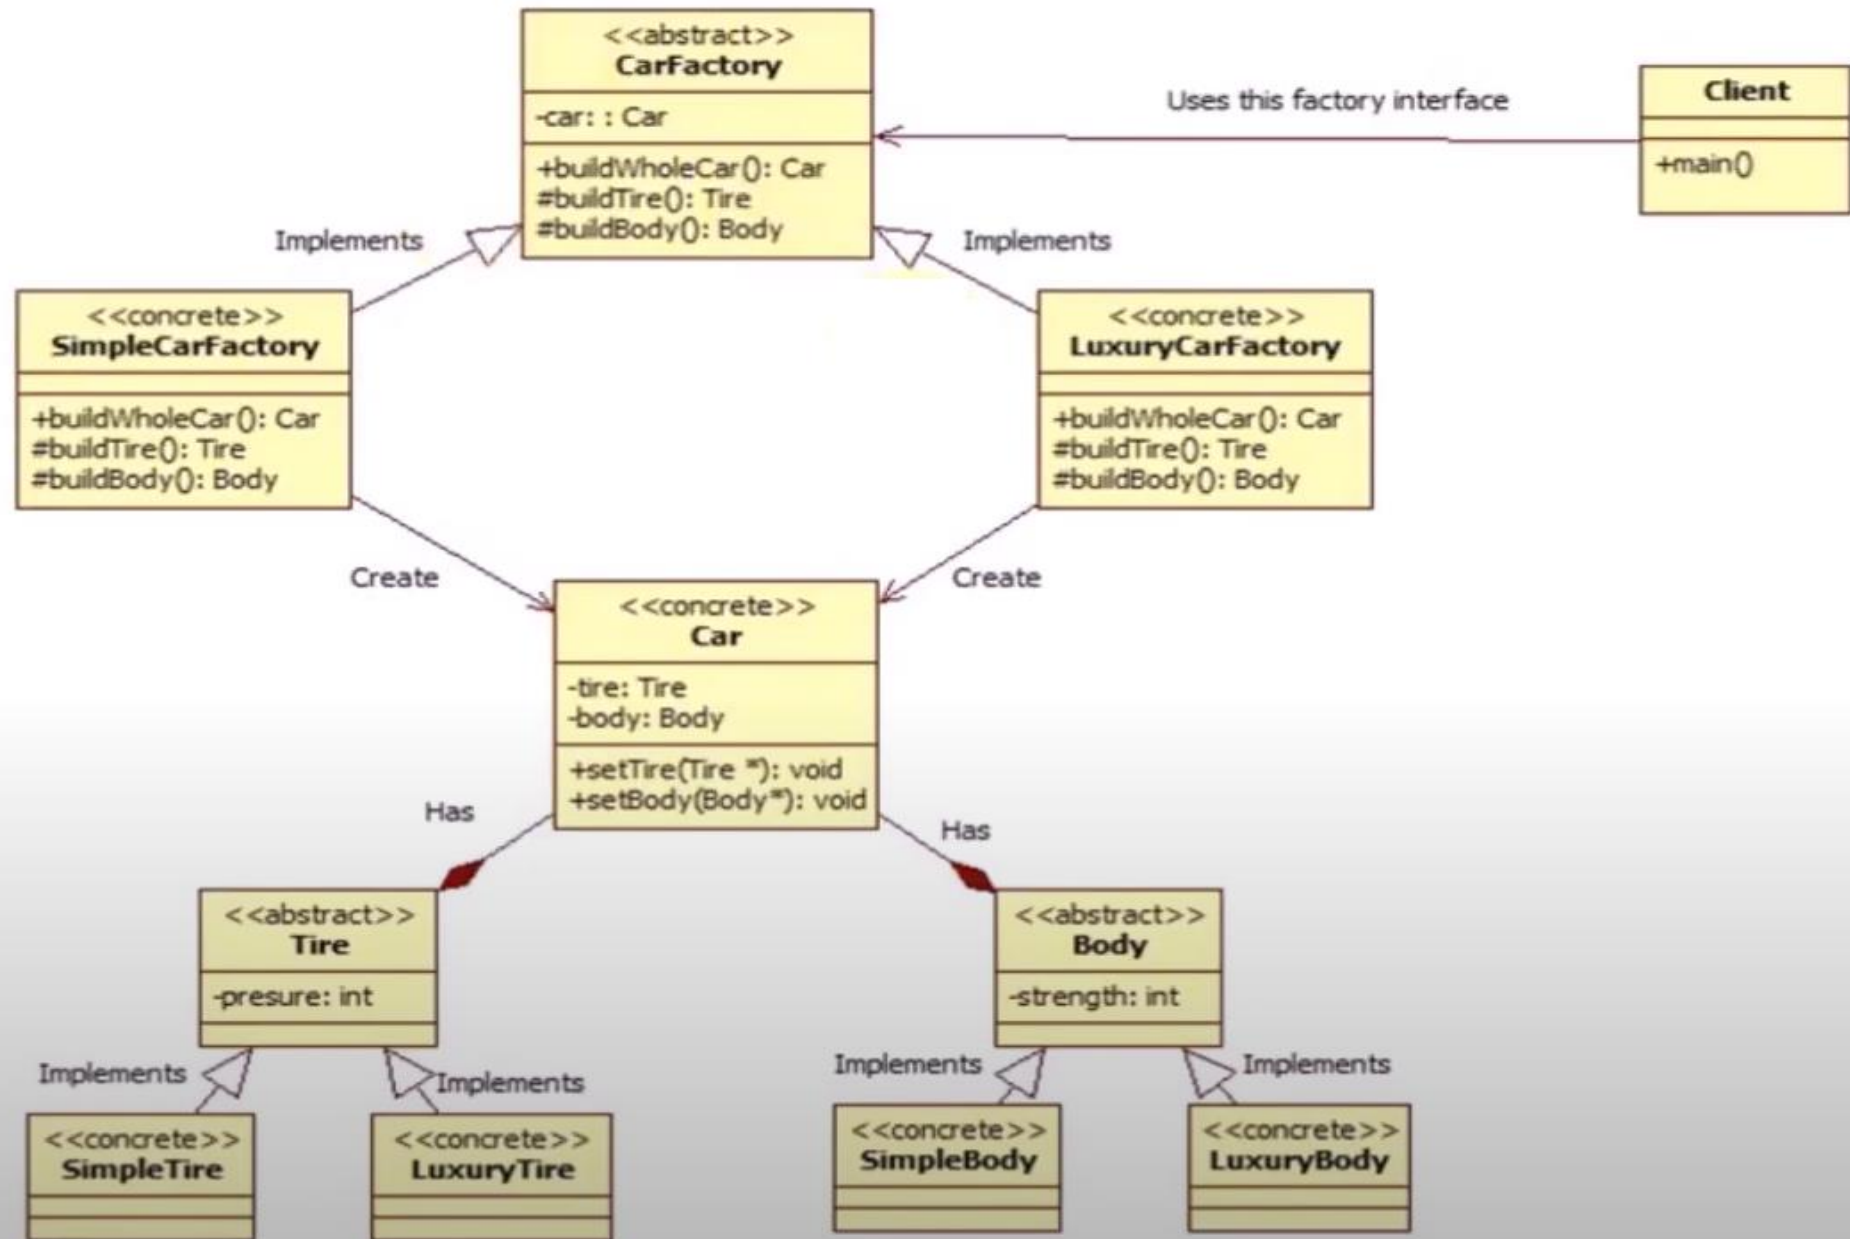 <<abstract>>
CarFactory
-car: : Car
+buildWholeCar(): Car
#buildTire(): Tire
#buildBody(): Body
Uses this factory interface
Client
+main()
Implements
Implements
<<concrete>>
SimpleCarFactory
+buildWholeCar(): Car
#buildTire(): Tire
#buildBody(): Body
<<concrete>>
LuxuryCarFactory
+buildWholeCar(): Car
#buildTire(): Tire
#buildBody(): Body
Create
Create
<<concrete>>
Car
-tire: Tire
-body: Body
+setTire(Tire *): void
+setBody(Body*): void
Has
Has
<<abstract>>
Tire
-presure: int
<<abstract>>
Body
-strength: int
Implements
Implements
Implements
Implements
<<concrete>>
SimpleTire
<<concrete>>
LuxuryTire
<<concrete>>
SimpleBody
<<concrete>>
LuxuryBody